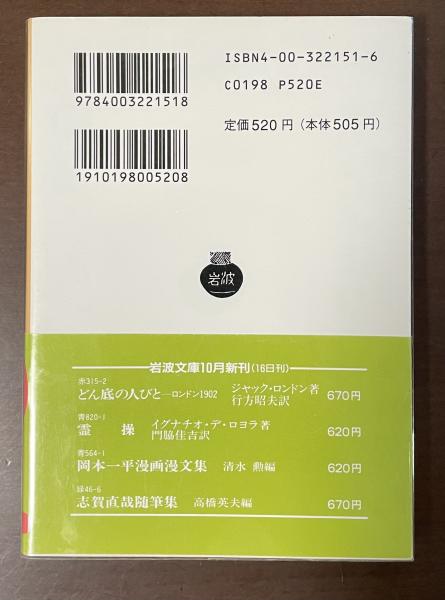 ISBN4-00-322151-6
9784003221518
C0198 P520E
定価520円（本体505円）
1910198005208
岩波
岩波文庫10月新刊(16日刊)
赤315-2
どん底の人びと―ロンドン1902 ジャック・ロンドン著 行方昭夫訳 670円
青820-1
霊操 イグナチオ・デ・ロヨラ著 門脇佳吉訳 620円
青564-1
岡本一平漫画漫文集 清水 勲編 620円
緑46-6
志賀直哉随筆集 高橋英夫編 670円